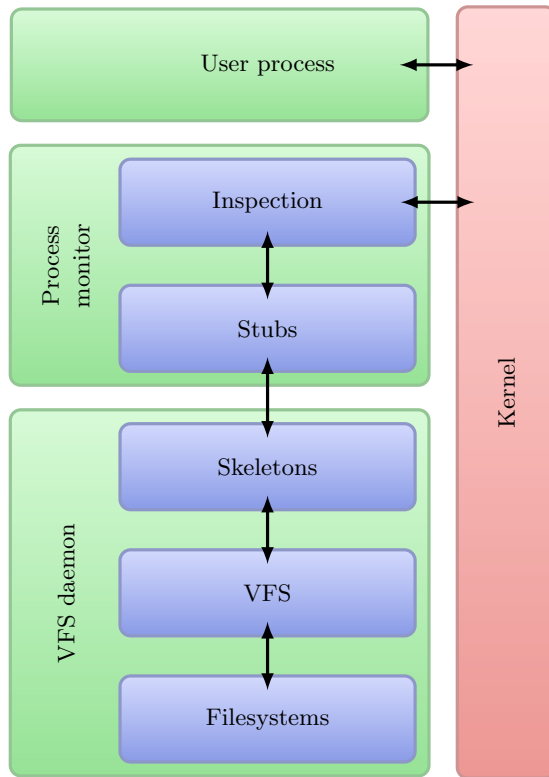 User process
Process
monitor
Inspection
Stubs
Kernel
VFS daemon
Skeletons
VFS
Filesystems